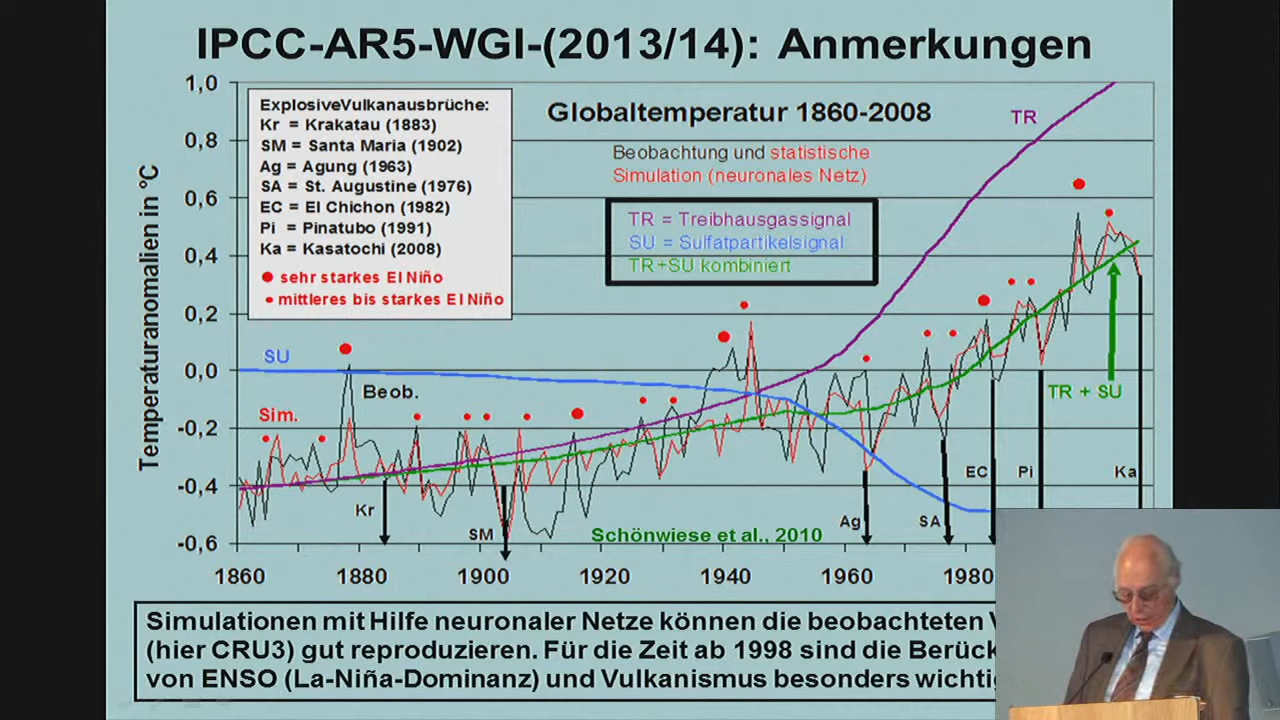 IPCC-AR5-WGI-(2013/14): Anmerkungen
1,0
0,8
0,6
0,4
0,2
0,0
-0,2
-0,4
-0,6
Temperaturanomalien in °C
ExplosiveVulkanausbrüche:
Kr = Krakatau (1883)
SM = Santa Maria (1902)
Ag = Agung (1963)
SA = St. Augustine (1976)
EC = El Chichon (1982)
Pi = Pinatubo (1991)
Ka = Kasatochi (2008)
sehr starkes El Niño
mittleres bis starkes El Niño
Globaltemperatur 1860-2008
Beobachtung und statistische
Simulation (neuronales Netz)
TR = Treibhausgassignal
SU = Sulfatpartikelsignal
TR+SU kombiniert
TR
SU
Beob.
Sim.
TR + SU
Kr
SM
Ag
SA
EC
Pi
Ka
Schönwiese et al., 2010
1860
1880
1900
1920
1940
1960
1980
Simulationen mit Hilfe neuronaler Netze können die beobachteten V
(hier CRU3) gut reproduzieren. Für die Zeit ab 1998 sind die Berück
von ENSO (La-Niña-Dominanz) und Vulkanismus besonders wichtig